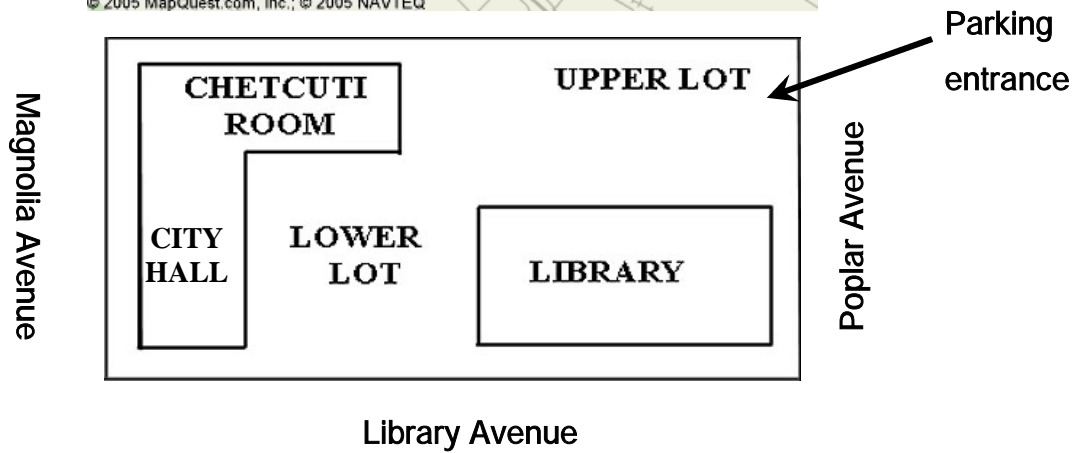 © 2005 MapQuest.com, Inc.; © 2005 NAVTEQ
Parking
entrance
CHETCUTI
ROOM
UPPER LOT
Magnolia Avenue
Poplar Avenue
CITY
HALL
LOWER
LOT
LIBRARY
Library Avenue